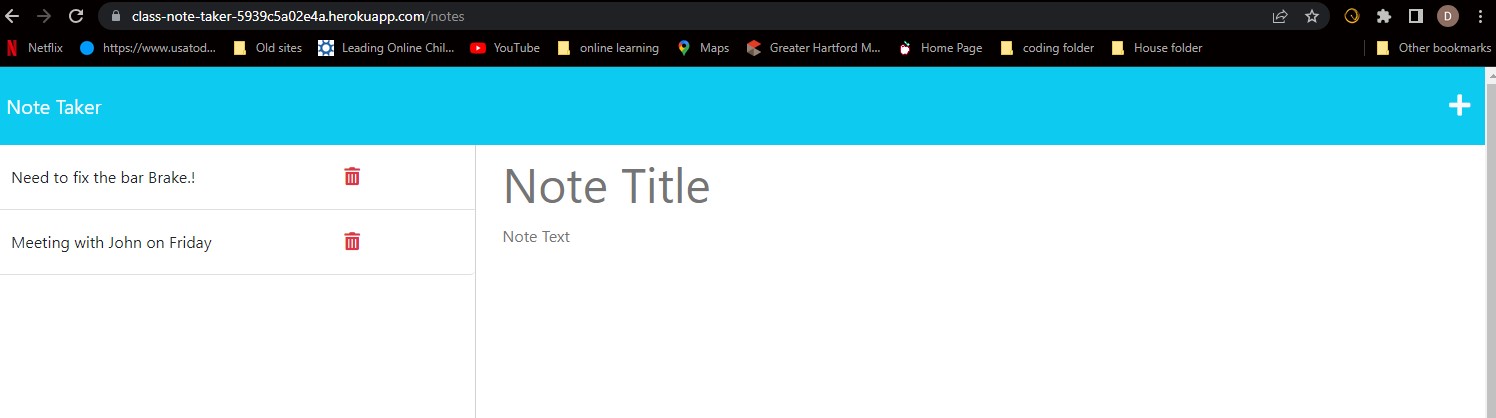 class-note-taker-5939c5a02e4a.herokuapp.com/notes
D
Netflix https://www.usatod... Old sites Leading Online Chil... YouTube online learning Maps Greater Hartford M... Home Page coding folder House folder Other bookmarks
Note Taker
Need to fix the bar Brake.!
Meeting with John on Friday
Note Title
Note Text